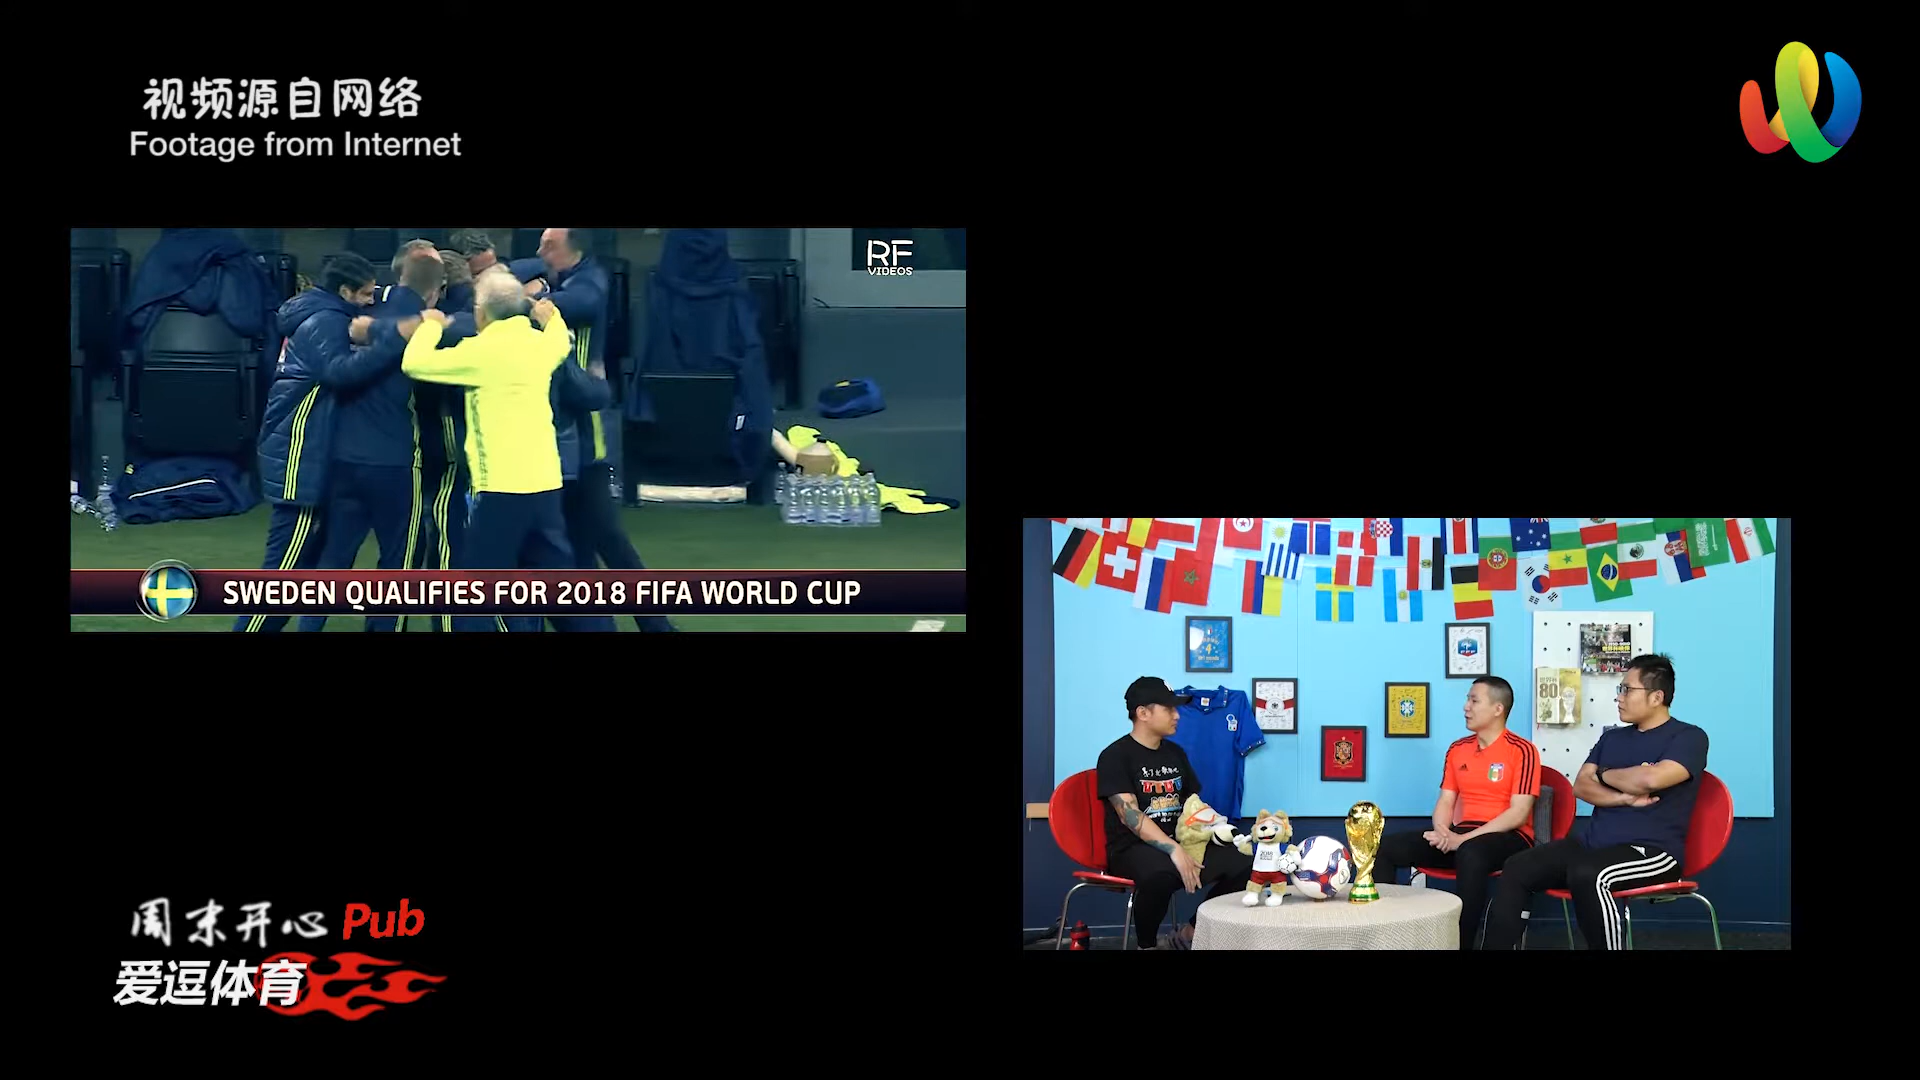 视频源自网络
Footage from Internet
RF
VIDEOS
SWEDEN QUALIFIES FOR 2018 FIFA WORLD CUP
80
周末开心Pub
爱逗体育